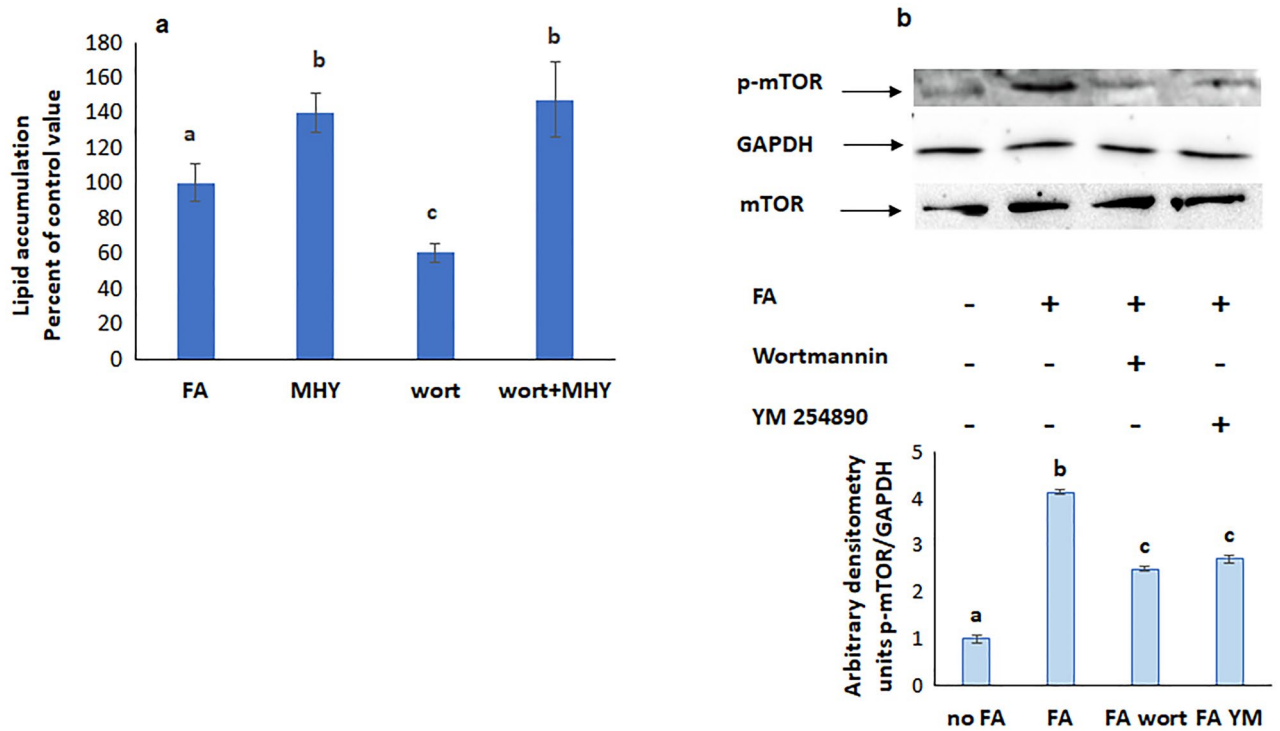 a
Lipid accumulation
Percent of control value
180
160
140
120
100
80
60
40
20
0
a
b
c
b
FA
MHY
wort
wort+MHY
b
p-mTOR
GAPDH
mTOR
FA - + + +
Wortmannin - - + -
YM 254890 - - - +
Arbitrary densitometry
units p-mTOR/GAPDH
5
4
3
2
1
0
a
b
c
c
no FA
FA
FA wort
FA YM